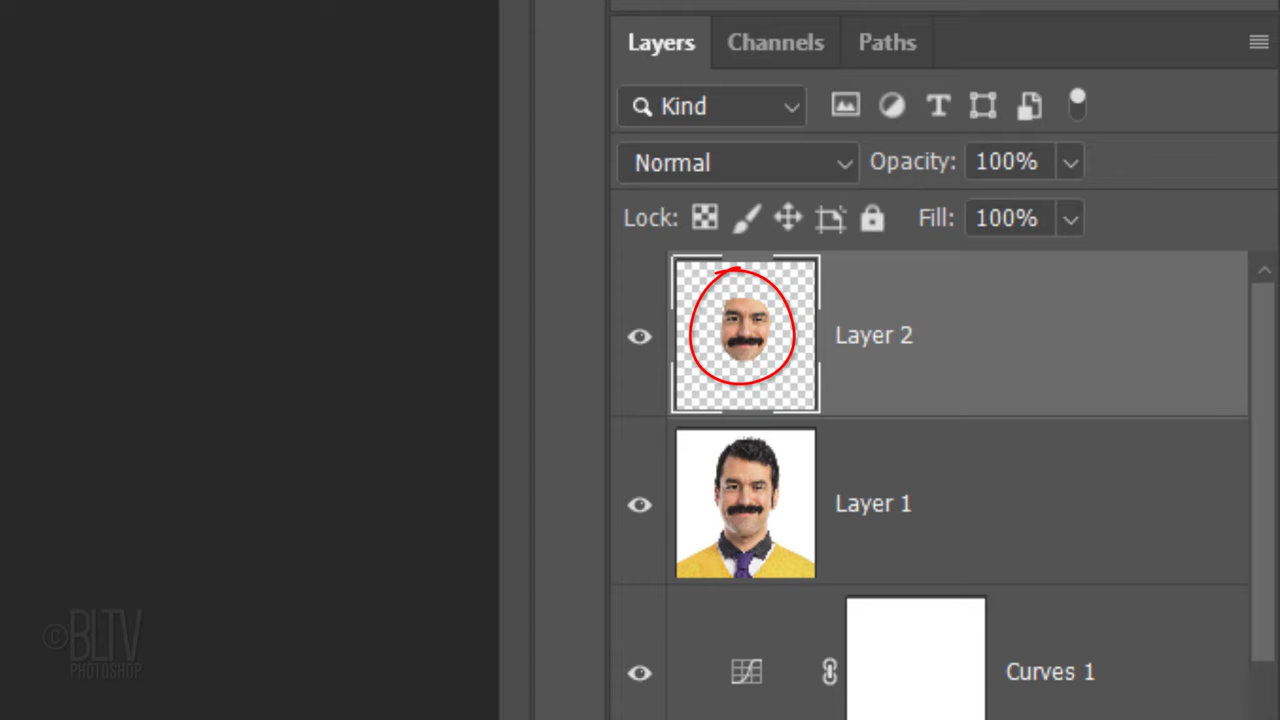 Layers Channels Paths
Kind
Normal Opacity: 100%
Lock: Fill: 100%
Layer 2
Layer 1
©BLTV
PHOTOSHOP
Curves 1